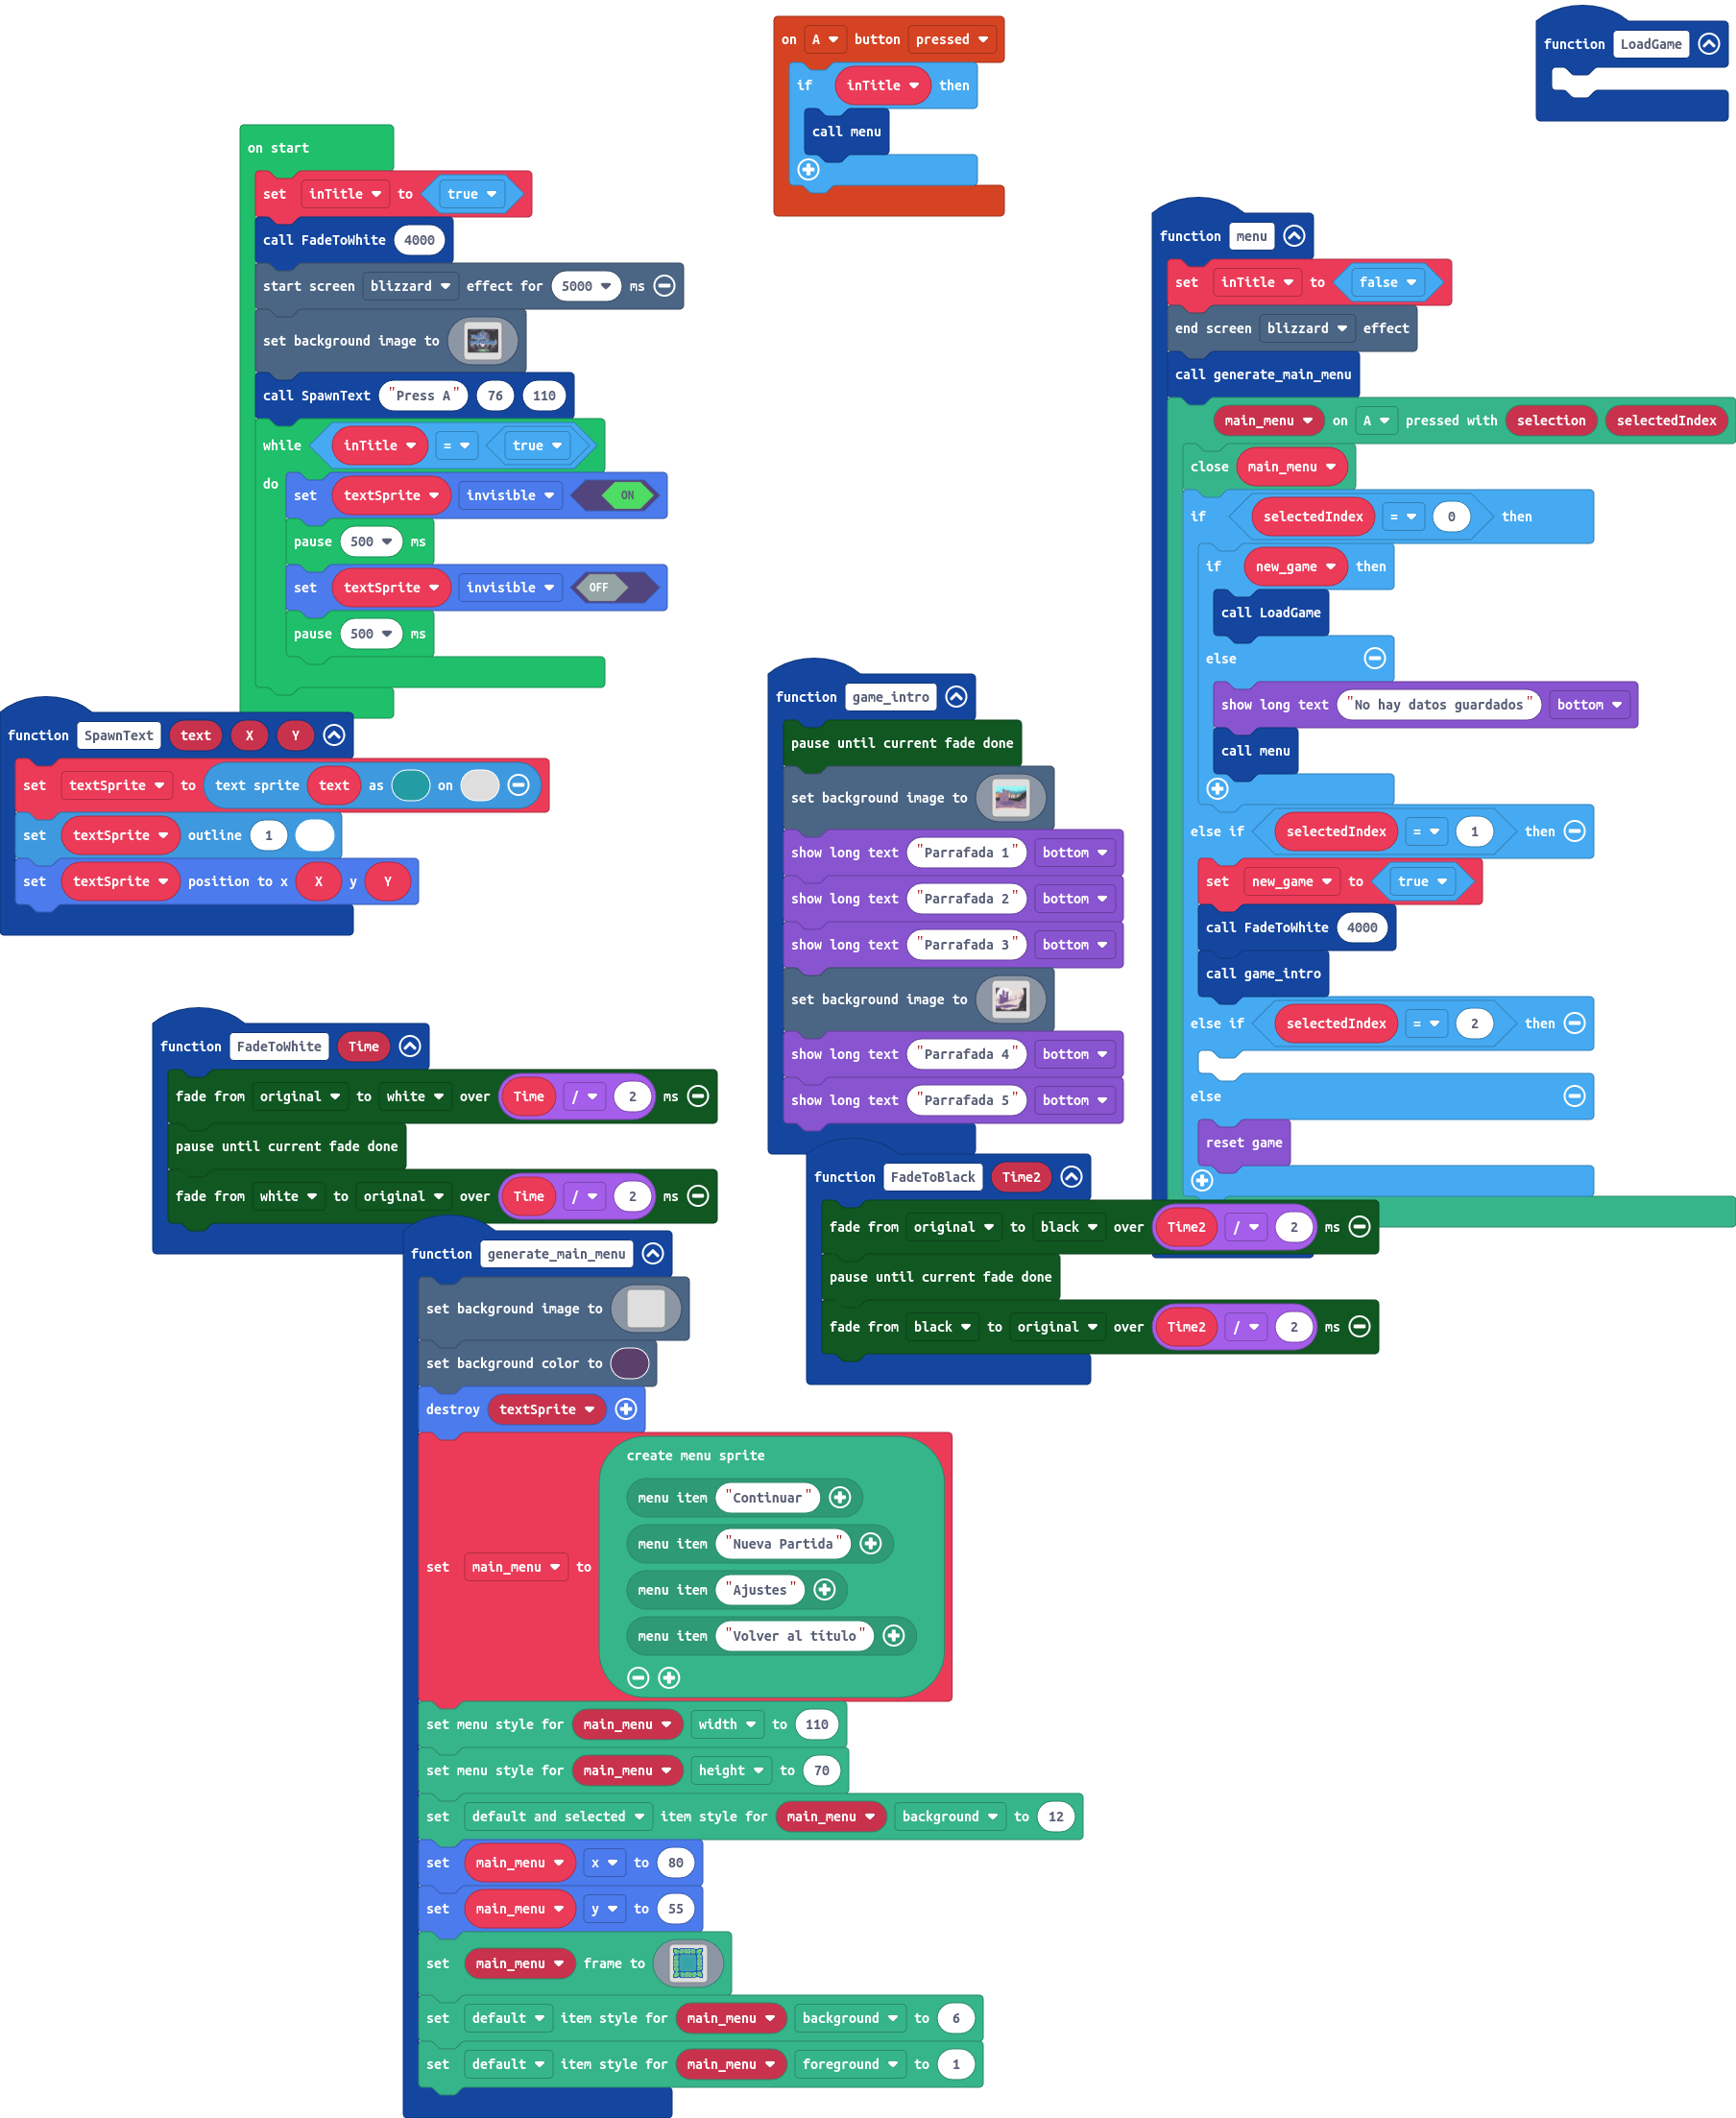 on start
set inTitle to true
call FadeToWhite 4000
start screen blizzard effect for 5000 ms
set background image to
call SpawnText "Press A" 76 110
while inTitle = true
do
set textSprite invisible ON
pause 500 ms
set textSprite invisible OFF
pause 500 ms
on A button pressed
if inTitle then
call menu
function LoadGame
function menu
set inTitle to false
end screen blizzard effect
call generate_main_menu
main_menu on A pressed with selection selectedIndex
close main_menu
if selectedIndex = 0 then
if new_game then
call LoadGame
else
show long text "No hay datos guardados" bottom
call menu
else if selectedIndex = 1 then
set new_game to true
call FadeToWhite 4000
call game_intro
else if selectedIndex = 2 then
else
reset game
function SpawnText text X Y
set textSprite to text sprite text as on
set textSprite outline 1
set textSprite position to x X y Y
function game_intro
pause until current fade done
set background image to
show long text "Parrafada 1" bottom
show long text "Parrafada 2" bottom
show long text "Parrafada 3" bottom
set background image to
show long text "Parrafada 4" bottom
show long text "Parrafada 5" bottom
function FadeToWhite Time
fade from original to white over Time / 2 ms
pause until current fade done
fade from white to original over Time / 2 ms
function FadeToBlack Time2
fade from original to black over Time2 / 2 ms
pause until current fade done
fade from black to original over Time2 / 2 ms
function generate_main_menu
set background image to
set background color to
destroy textSprite
set main_menu to
create menu sprite
menu item "Continuar"
menu item "Nueva Partida"
menu item "Ajustes"
menu item "Volver al título"
set menu style for main_menu width to 110
set menu style for main_menu height to 70
set default and selected item style for main_menu background to 12
set main_menu x to 80
set main_menu y to 55
set main_menu frame to
set default item style for main_menu background to 6
set default item style for main_menu foreground to 1